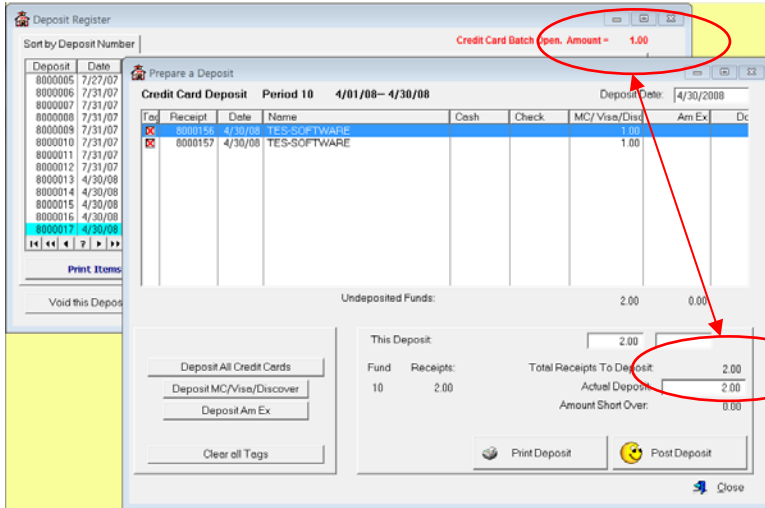 Deposit Register
Sort by Deposit Number
Credit Card Batch Open. Amount = 1.00
Deposit Date
8000005 7/27/07
8000006 7/31/07
8000007 7/31/07
8000008 7/31/07
8000009 7/31/07
8000010 7/31/07
8000011 7/31/07
8000012 7/31/07
8000013 4/30/08
8000014 4/30/08
8000015 4/30/08
8000016 4/30/08
8000017 4/30/08
Print Items
Void this Depos
Prepare a Deposit
Credit Card Deposit Period 10 4/01/08-- 4/30/08 Deposit Date: 4/30/2008
Tag Receipt Date Name Cash Check MC/ Visa/Disc Am Ex Do
8000156 4/30/08 TES-SOFTWARE 1.00
8000157 4/30/08 TES-SOFTWARE 1.00
Undeposited Funds: 2.00 0.00
This Deposit: 2.00
Fund Receipts: Total Receipts To Deposit: 2.00
10 2.00 Actual Deposit: 2.00
Amount Short Over: 0.00
Deposit All Credit Cards
Deposit MC/Visa/Discover
Deposit Am Ex
Clear all Tags
Print Deposit
Post Deposit
Close